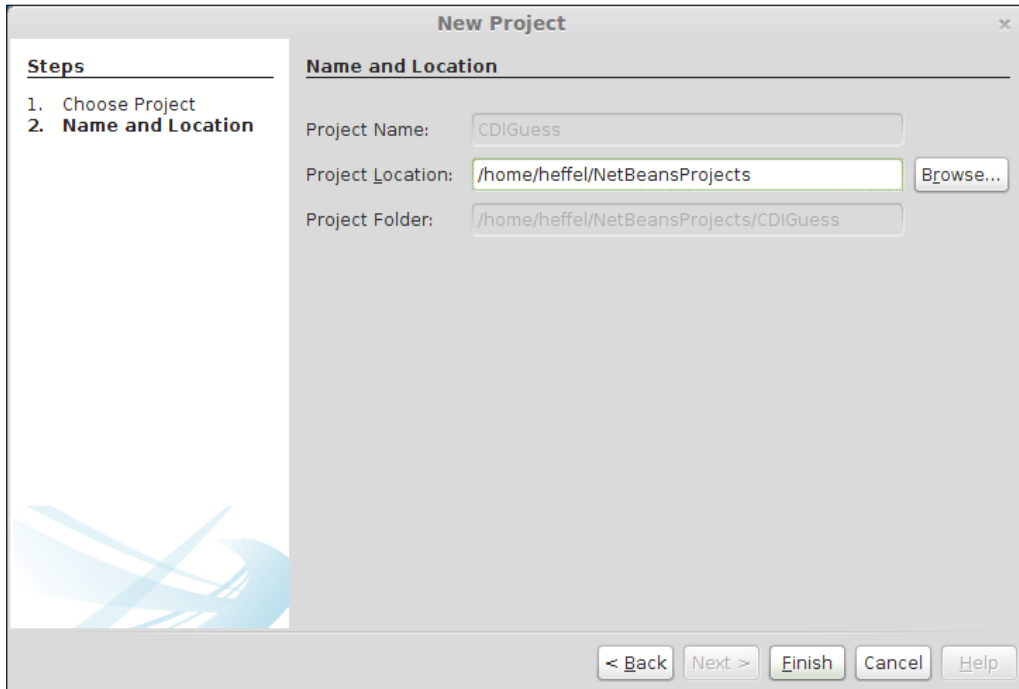 New Project
Steps
1. Choose Project
2. Name and Location
Name and Location
Project Name: CDIGuess
Project Location: /home/heffel/NetBeansProjects Browse...
Project Folder: /home/heffel/NetBeansProjects/CDIGuess
< Back Next > Finish Cancel Help